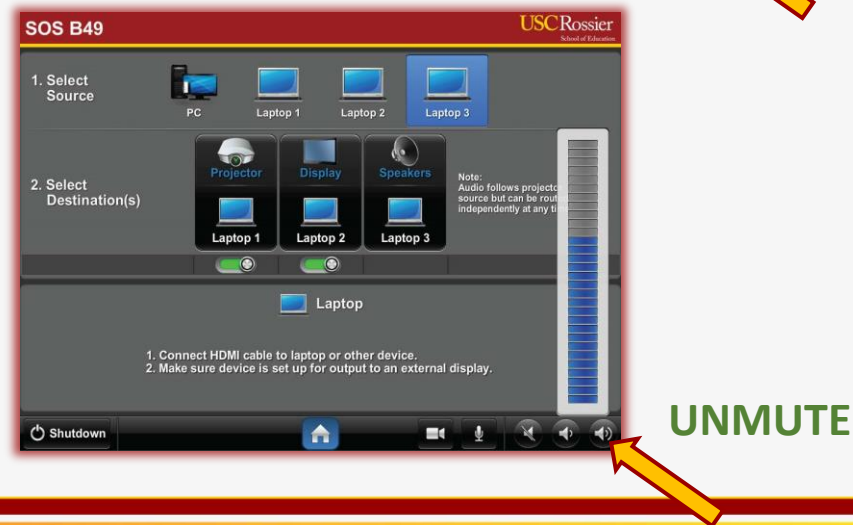 SOS B49
USC Rossier
School of Education
1. Select
Source
PC
Laptop 1
Laptop 2
Laptop 3
2. Select
Destination(s)
Projector
Display
Speakers
Laptop 1
Laptop 2
Laptop 3
Note:
Audio follows projecto
source but can be rout
independently at any ti
Laptop
1. Connect HDMI cable to laptop or other device.
2. Make sure device is set up for output to an external display.
Shutdown
UNMUTE